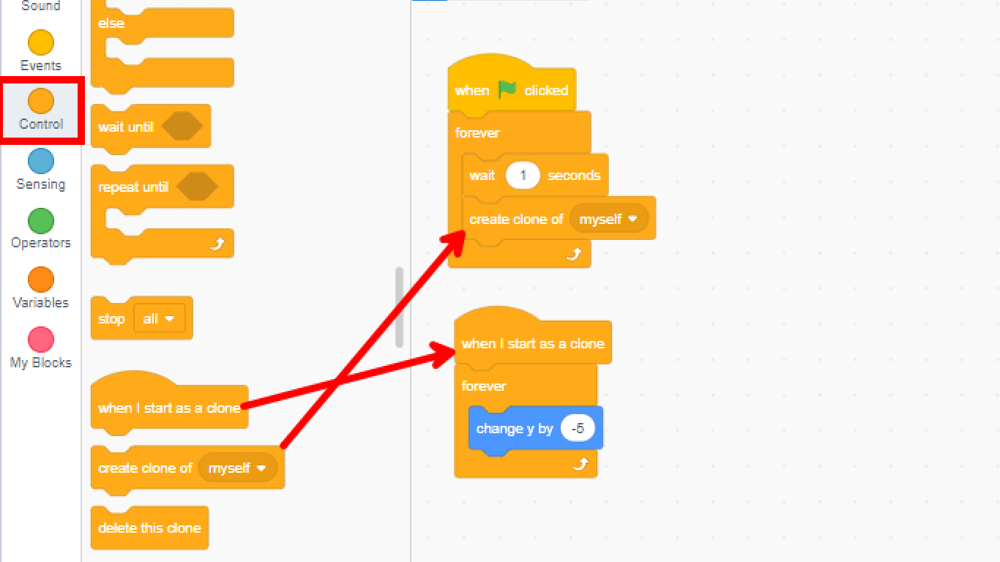 Sound
Events
Control
Sensing
Operators
Variables
My Blocks
else
wait until
repeat until
stop all
when I start as a clone
create clone of myself
delete this clone
when clicked
forever
wait 1 seconds
create clone of myself
when I start as a clone
forever
change y by -5